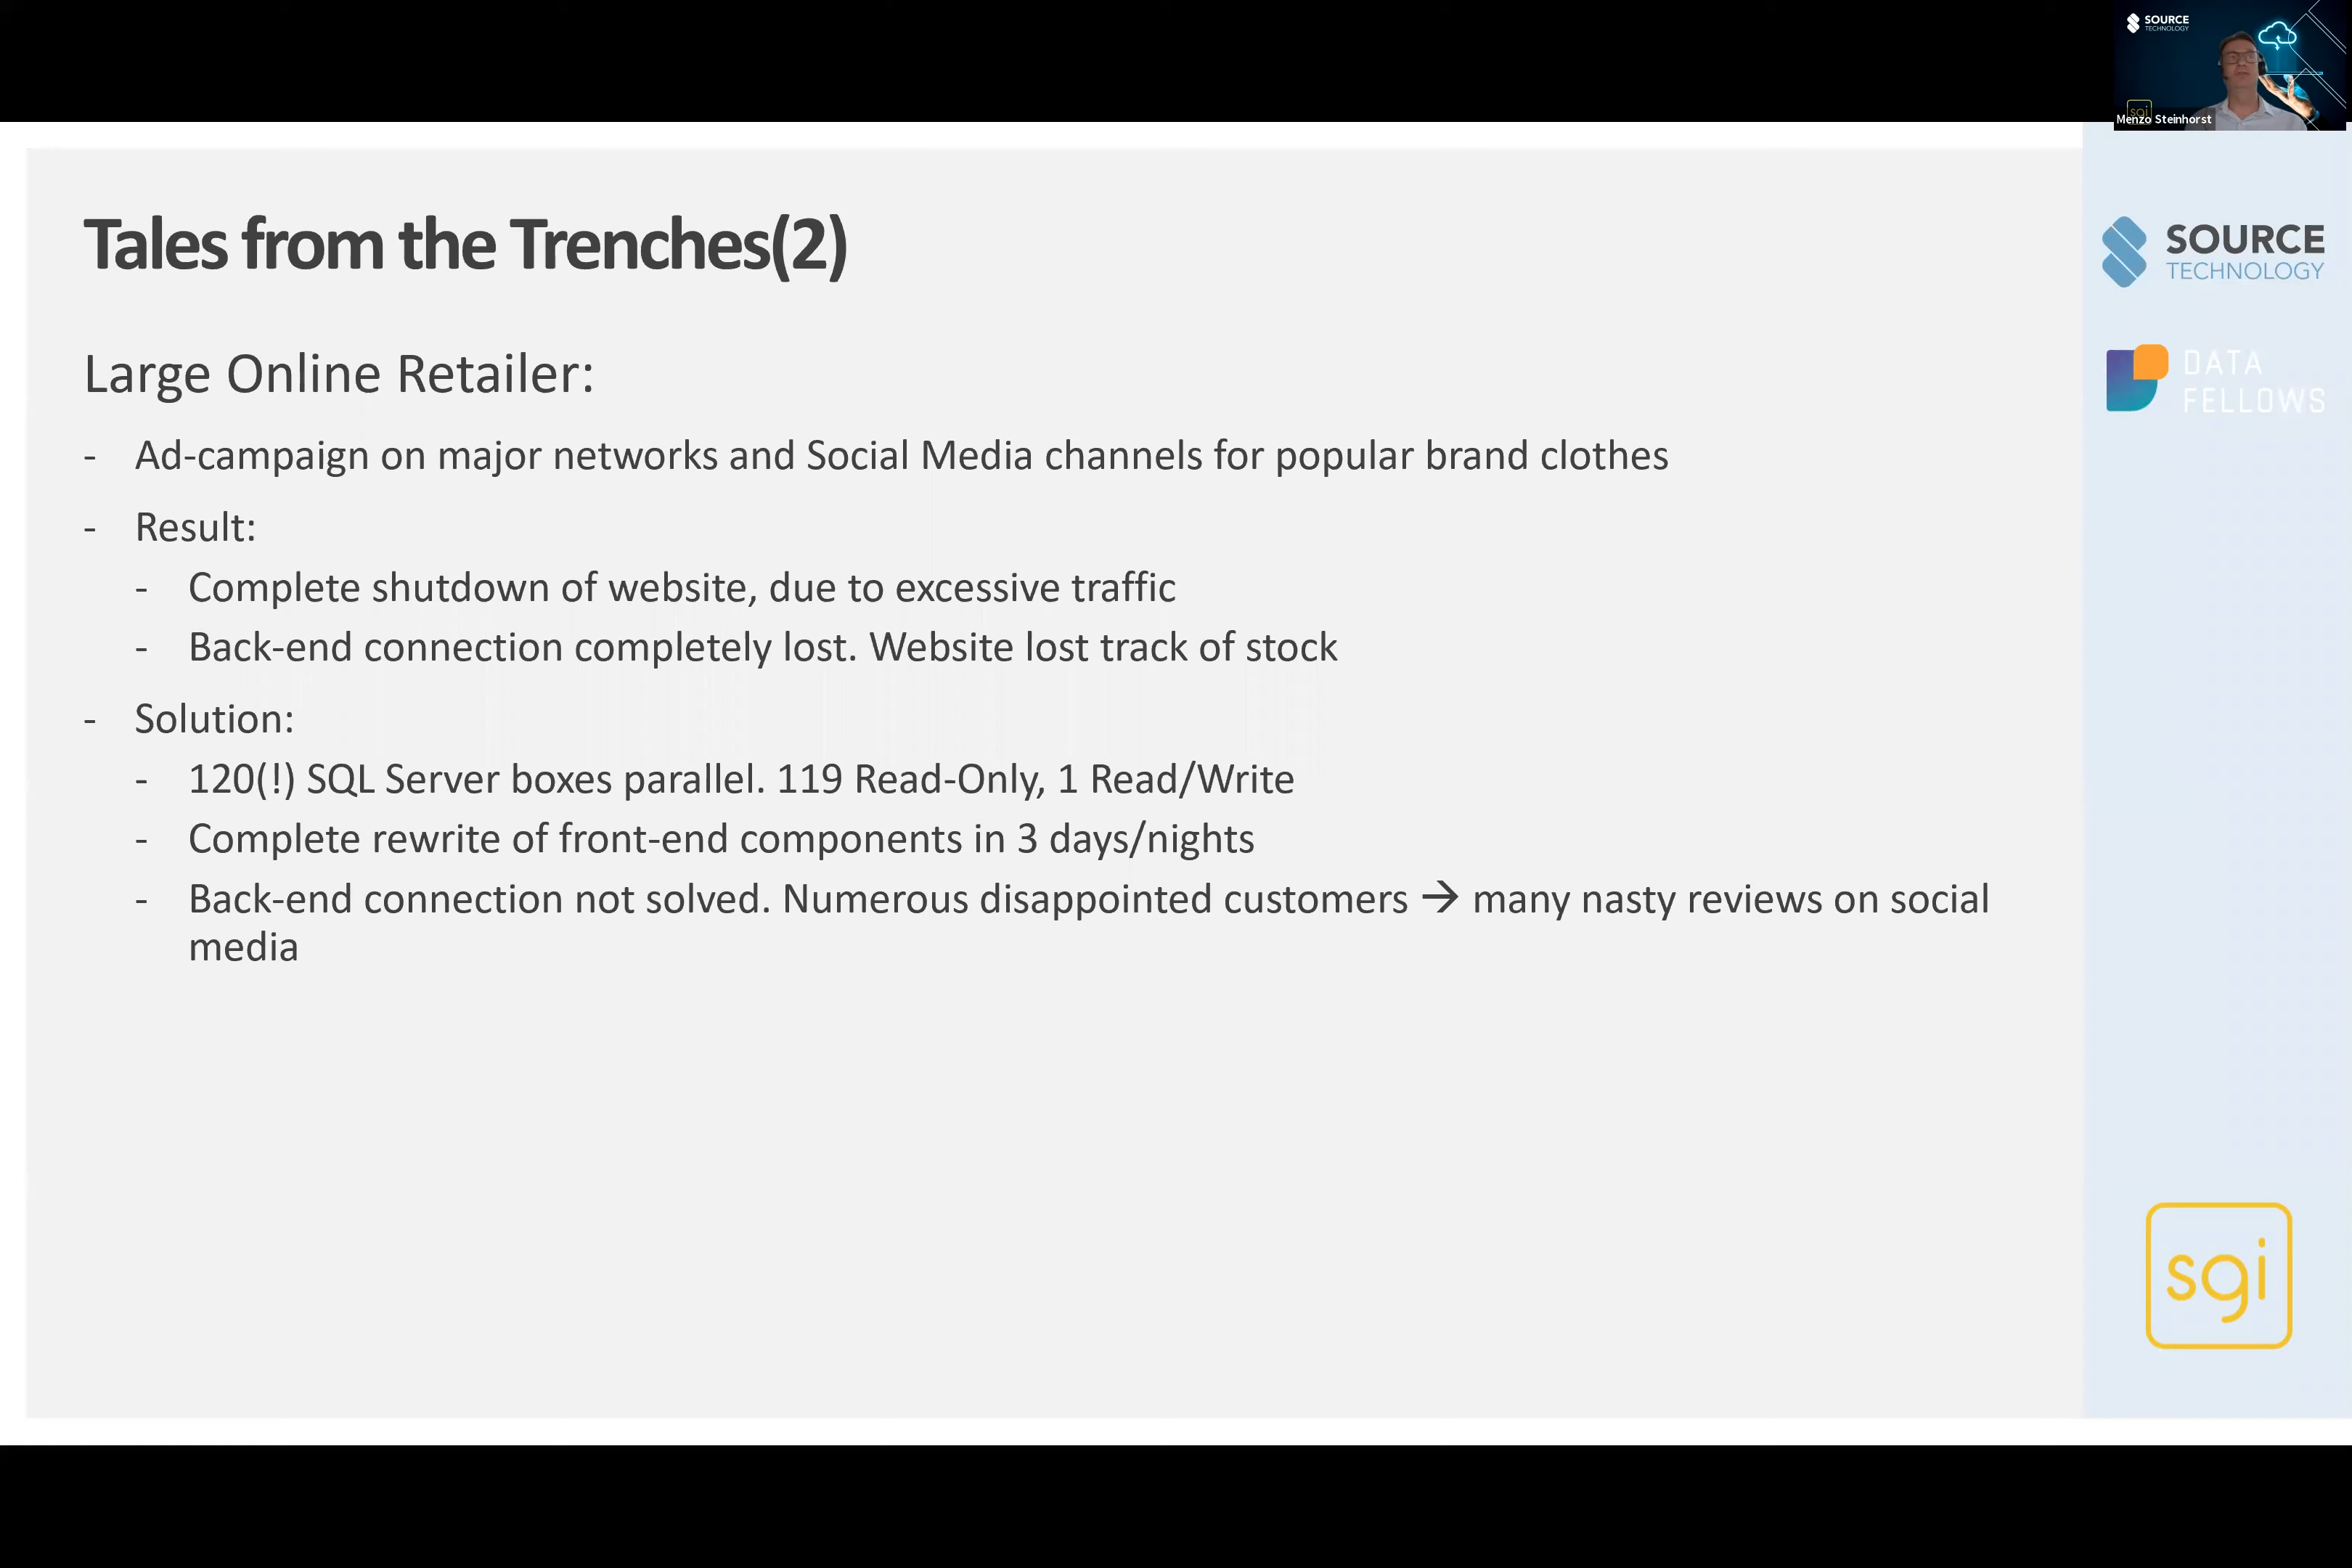 SOURCE
TECHNOLOGY
sgi
Menzo Steinhorst
Tales from the Trenches(2)
SOURCE
TECHNOLOGY
DATA
FELLOWS
Large Online Retailer:
- Ad-campaign on major networks and Social Media channels for popular brand clothes
- Result:
- Complete shutdown of website, due to excessive traffic
- Back-end connection completely lost. Website lost track of stock
- Solution:
- 120(!) SQL Server boxes parallel. 119 Read-Only, 1 Read/Write
- Complete rewrite of front-end components in 3 days/nights
- Back-end connection not solved. Numerous disappointed customers → many nasty reviews on social
media
sgi